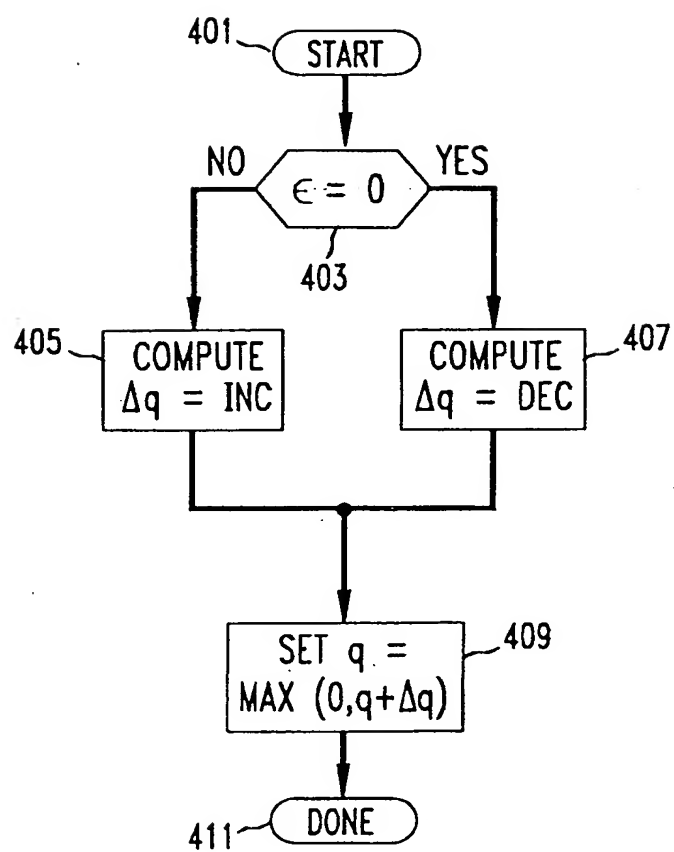 401
START
NO
YES
ϵ = 0
403
405
COMPUTE
Δq = INC
COMPUTE
Δq = DEC
407
SET q =
MAX (0,q+Δq)
409
DONE
411